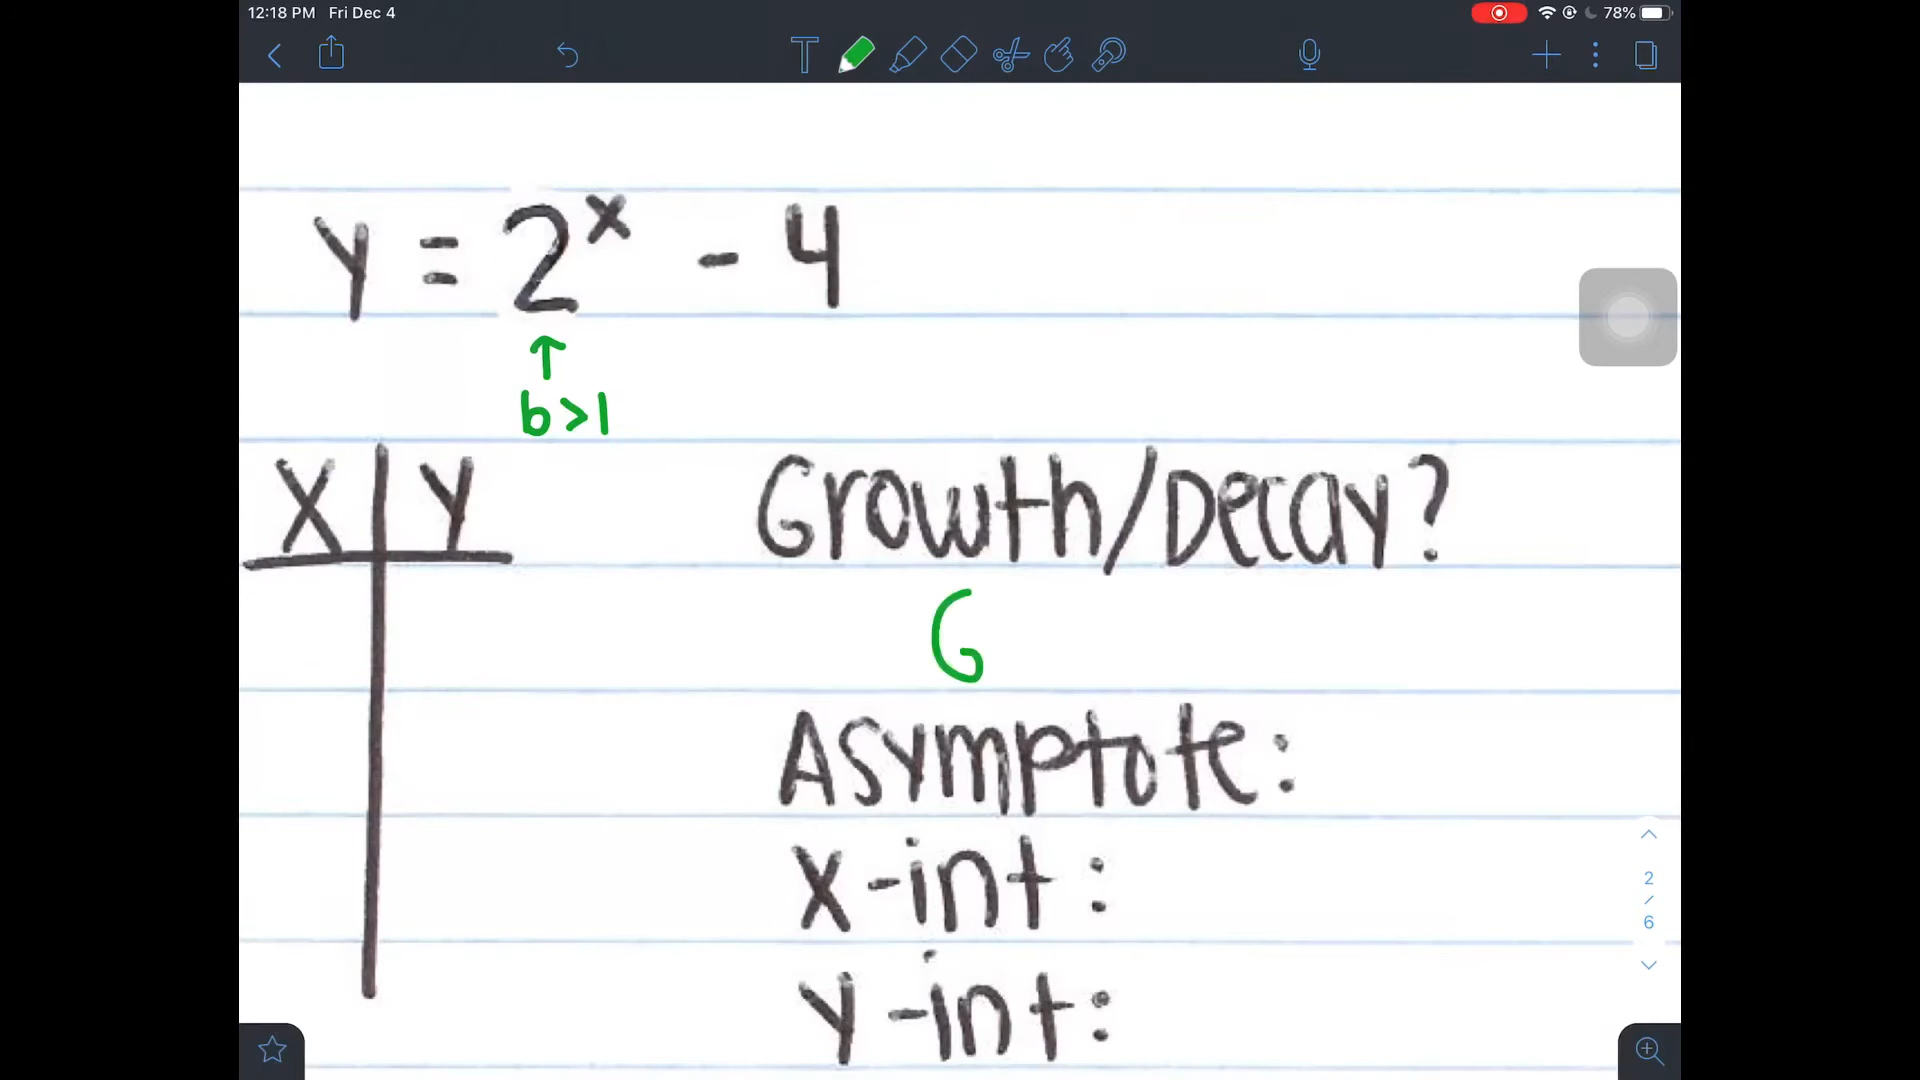 12:18 PM Fri Dec 4
78%
T
y = 2^x - 4
↑
b>1
X | Y
Growth/Decay?
G
Asymptote:
X-int:
y-int:
2
/
6